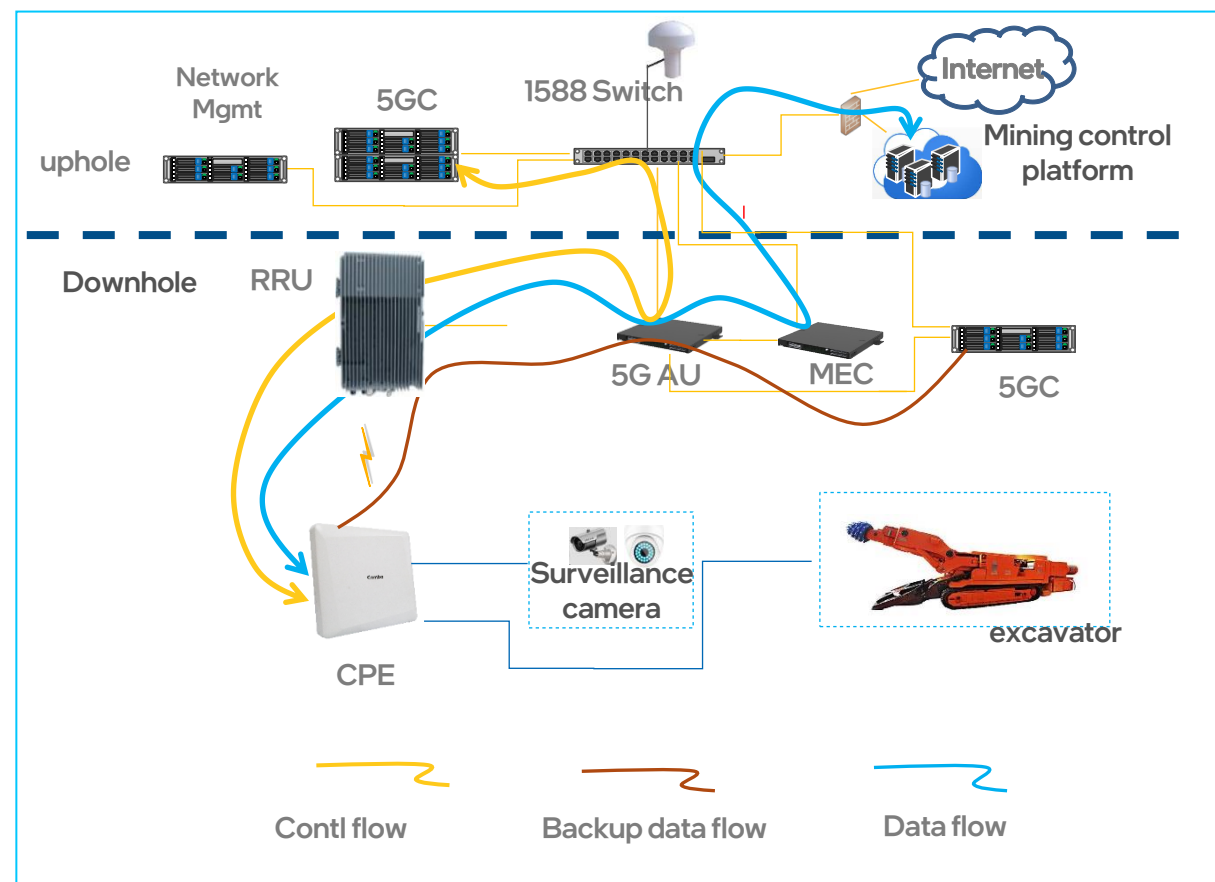 Network
Mgmt
5GC
1588 Switch
Internet
Mining control
platform
uphole
Downhole
RRU
5G AU
MEC
5GC
Surveillance
camera
excavator
CPE
Contl flow
Backup data flow
Data flow